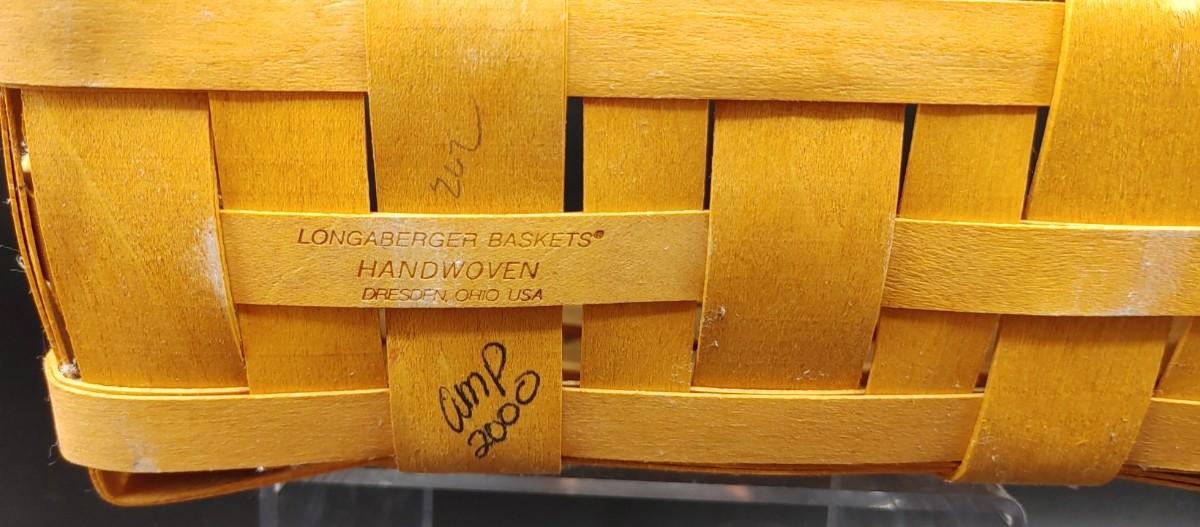 LONGABERGER BASKETS®
HANDWOVEN
DRESDEN, OHIO USA
amp
2000